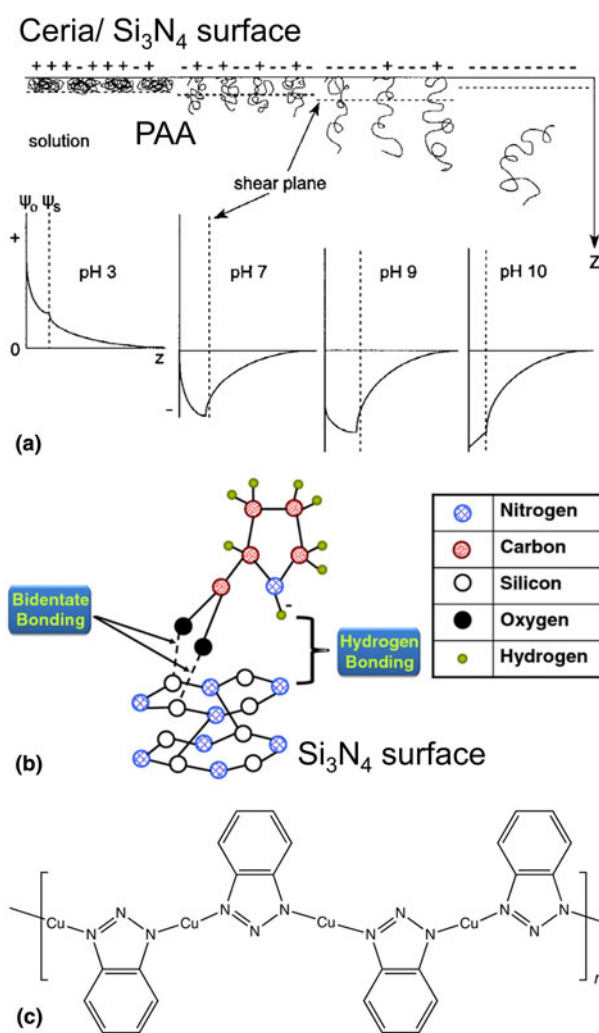 Ceria/ Si₃N₄ surface
+ + + + + - + + - + + - + - - + - - + - - - - - - - + - - - - - - - - - - -
solution
PAA
shear plane
Ψo Ψs
+
pH 3
pH 7
pH 9
pH 10
z
0
z
-
(a)
Nitrogen
Carbon
Silicon
Oxygen
Hydrogen
Bidentate
Bonding
-
Hydrogen
Bonding
Si₃N₄ surface
(b)
N N N N
Cu N N Cu N N Cu N N Cu N N
n
(c)